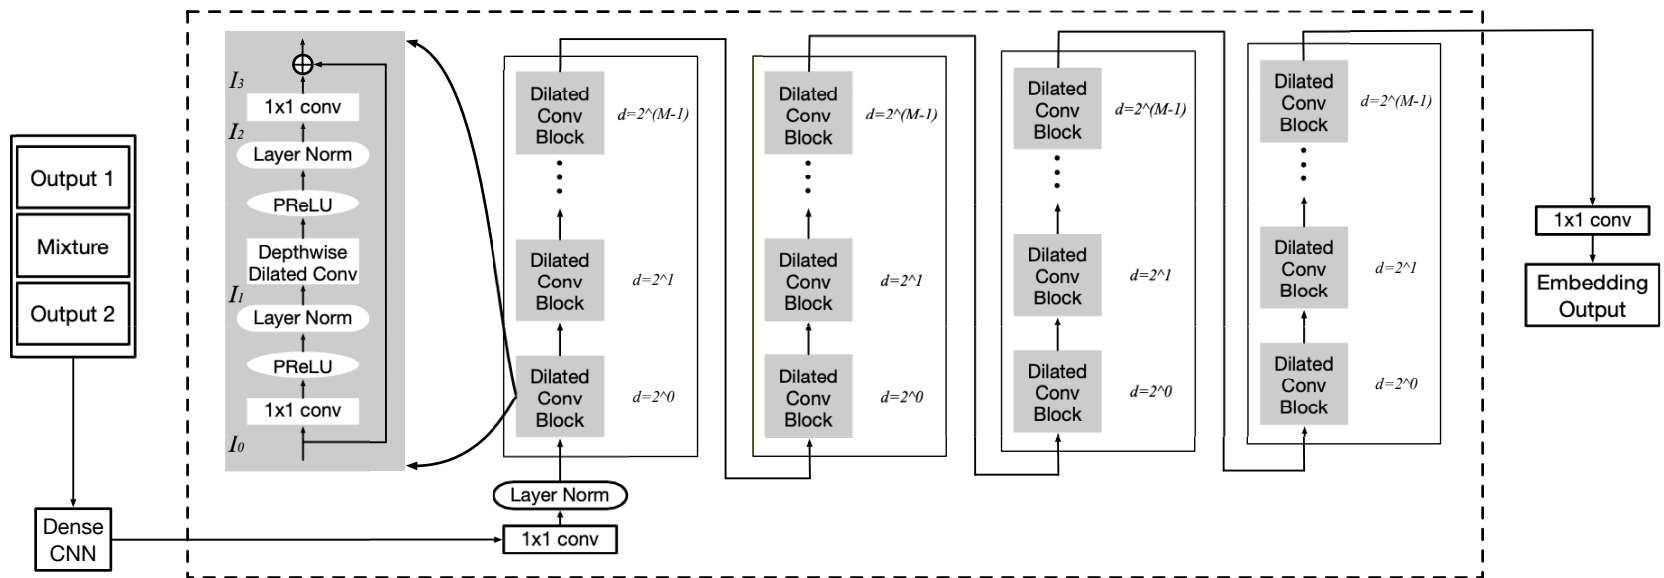 Output 1
Mixture
Output 2
Dense
CNN
I3
1x1 conv
I2
Layer Norm
PReLU
Depthwise
Dilated Conv
I1
Layer Norm
PReLU
1x1 conv
I0
Dilated
Conv
Block
d=2^(M-1)
Dilated
Conv
Block
d=2^1
Dilated
Conv
Block
d=2^0
Layer Norm
1x1 conv
Dilated
Conv
Block
d=2^(M-1)
Dilated
Conv
Block
d=2^1
Dilated
Conv
Block
d=2^0
Dilated
Conv
Block
d=2^(M-1)
Dilated
Conv
Block
d=2^1
Dilated
Conv
Block
d=2^0
Dilated
Conv
Block
d=2^(M-1)
Dilated
Conv
Block
d=2^1
Dilated
Conv
Block
d=2^0
1x1 conv
Embedding
Output